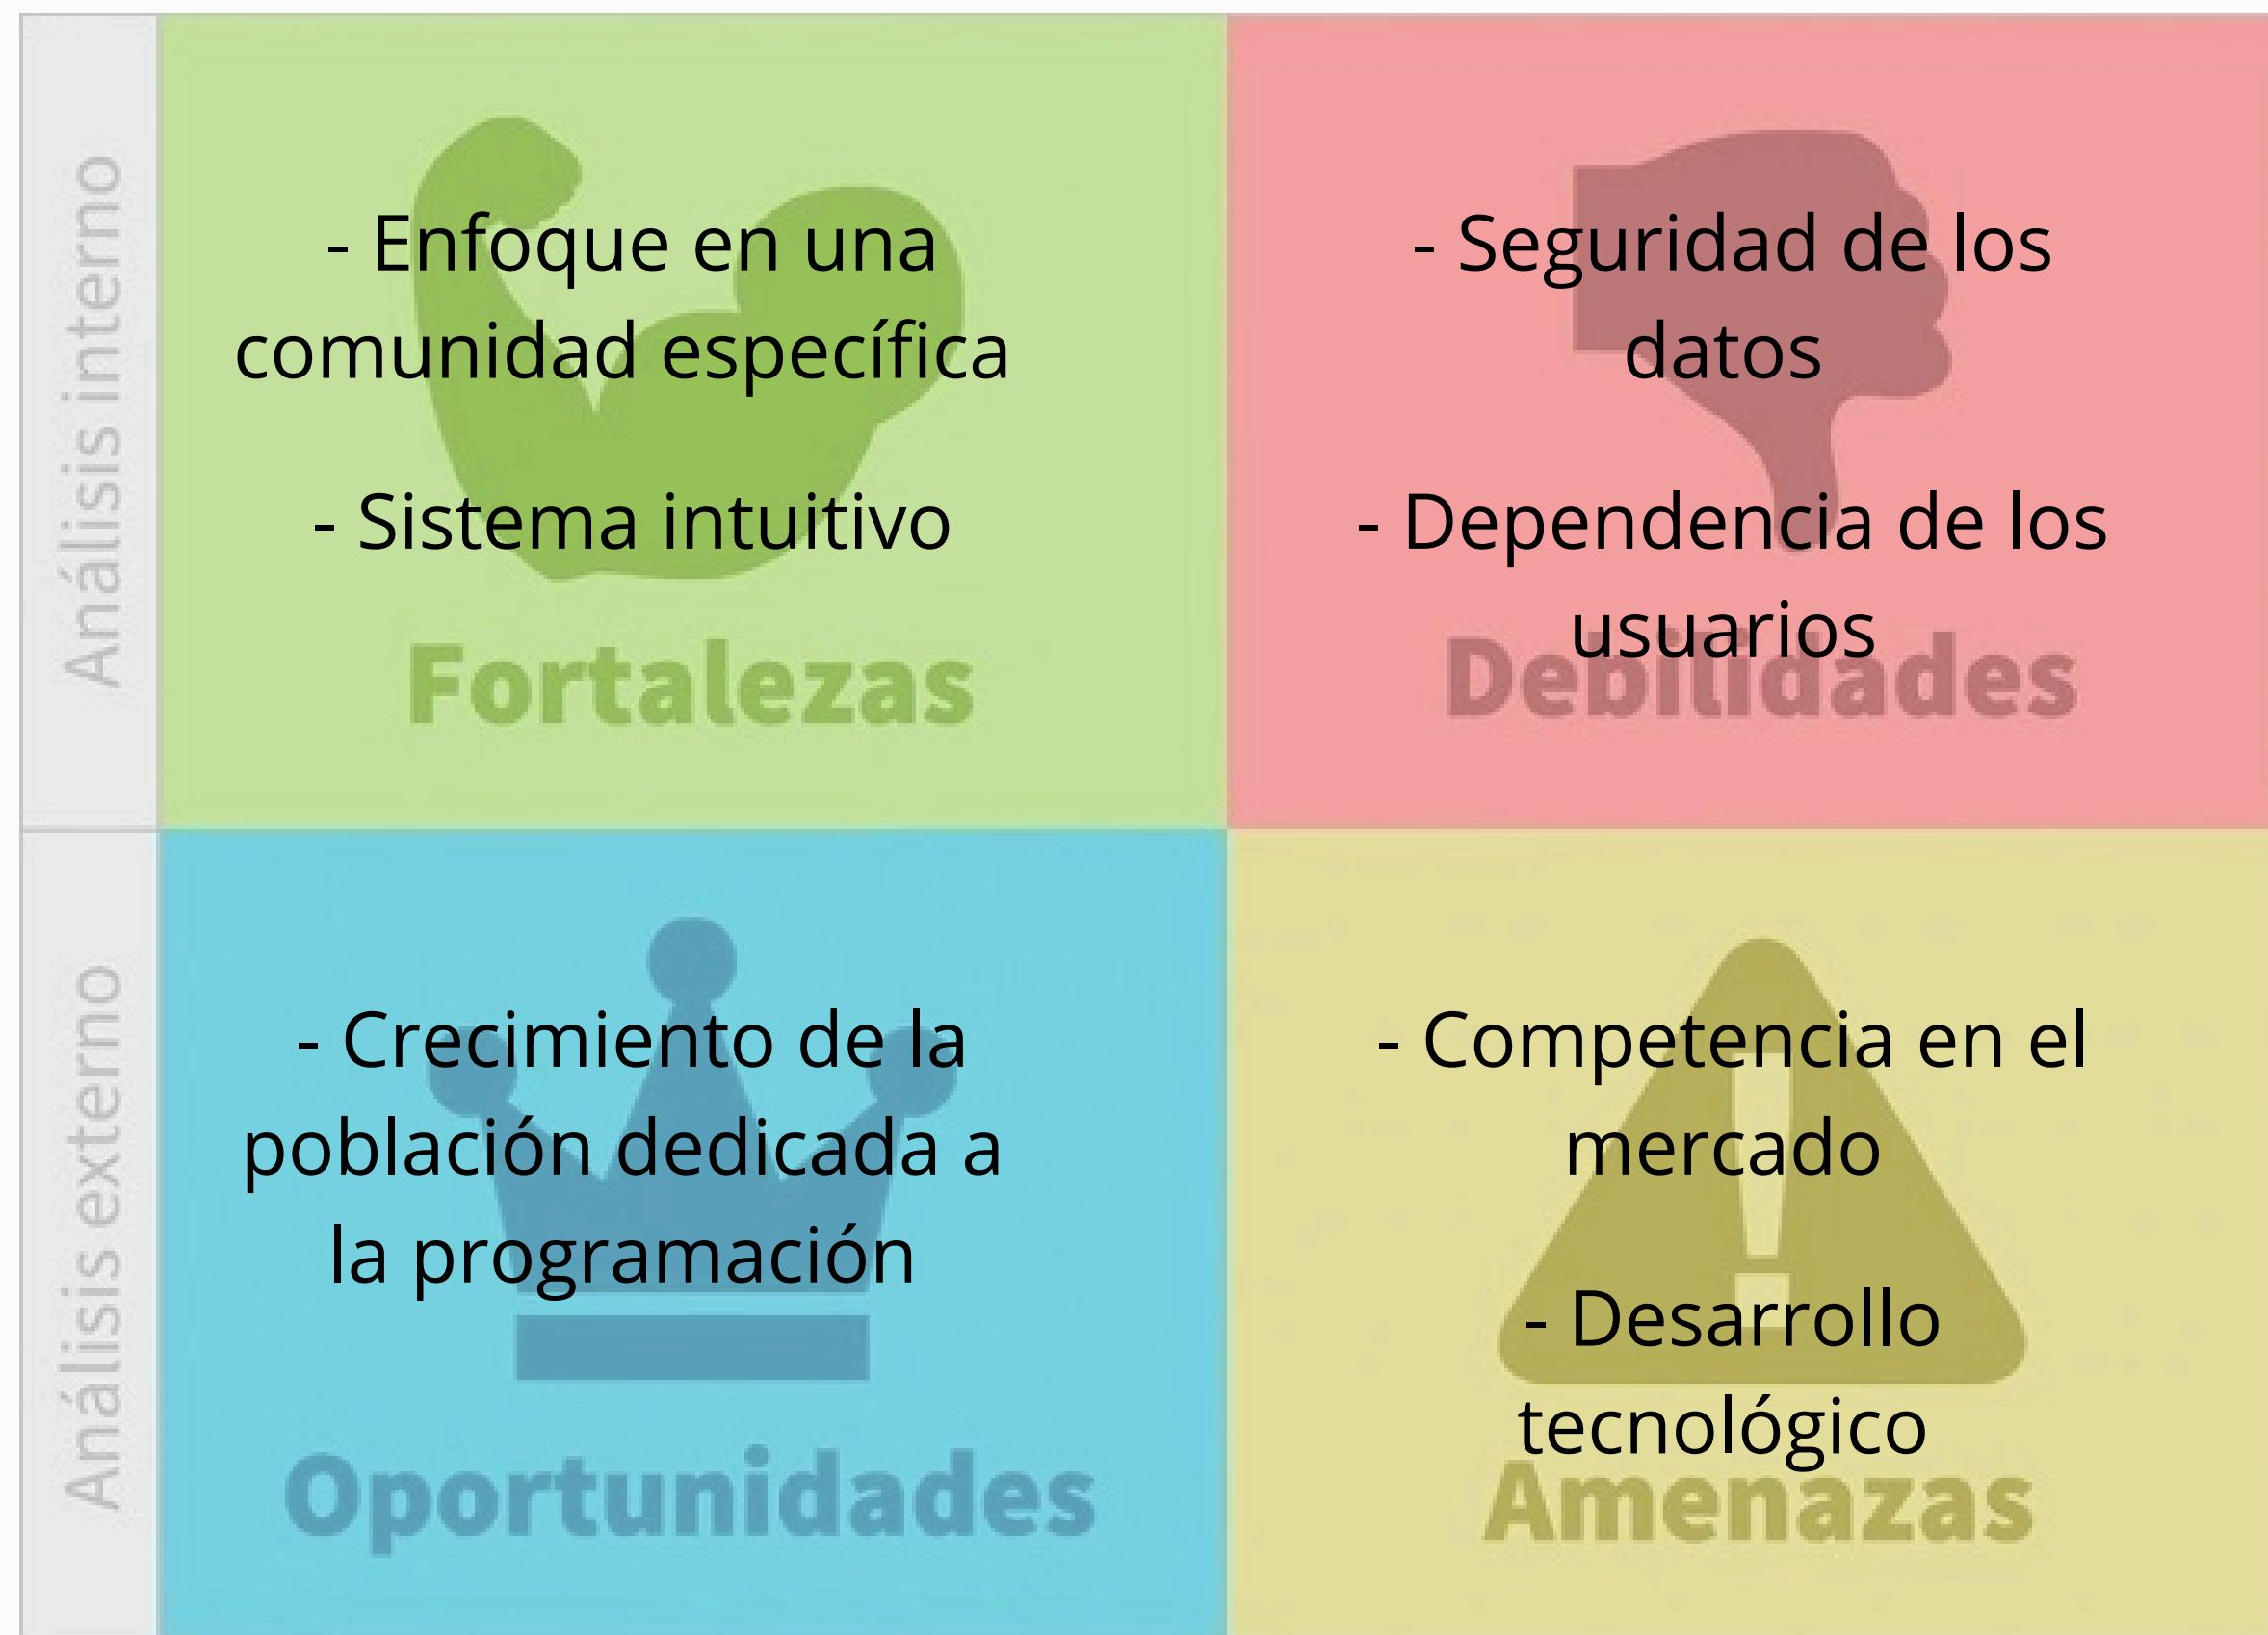 Análisis interno
- Enfoque en una
comunidad específica
- Sistema intuitivo
Fortalezas
- Seguridad de los
datos
- Dependencia de los
usuarios
Debilidades
Análisis externo
- Crecimiento de la
población dedicada a
la programación
Oportunidades
- Competencia en el
mercado
- Desarrollo
tecnológico
Amenazas